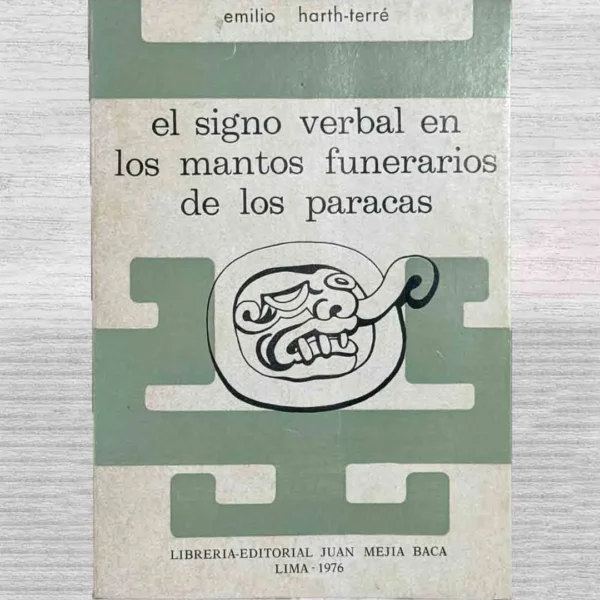 emilio harth-terré
el signo verbal en
los mantos funerarios
de los paracas
LIBRERIA-EDITORIAL JUAN MEJIA BACA
LIMA - 1976